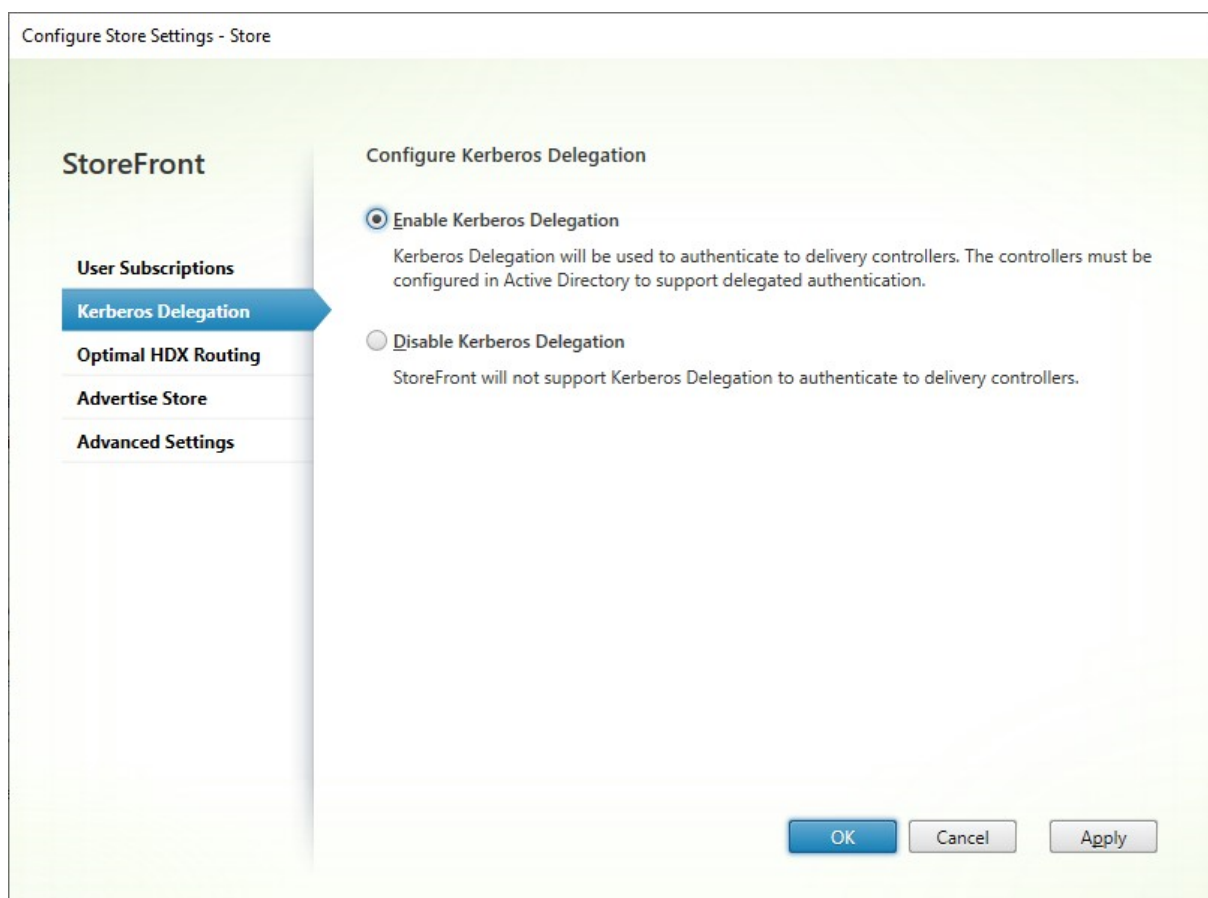 Configure Store Settings - Store
StoreFront
User Subscriptions
Kerberos Delegation
Optimal HDX Routing
Advertise Store
Advanced Settings
Configure Kerberos Delegation
Enable Kerberos Delegation
Kerberos Delegation will be used to authenticate to delivery controllers. The controllers must be
configured in Active Directory to support delegated authentication.
Disable Kerberos Delegation
StoreFront will not support Kerberos Delegation to authenticate to delivery controllers.
OK
Cancel
Apply